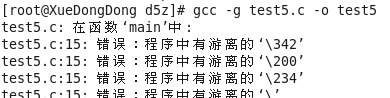 [root@XueDongDong d5z]# gcc -g test5.c -o test5
test5.c: 在函数‘main’中:
test5.c:15: 错误:程序中有游离的‘\342’
test5.c:15: 错误:程序中有游离的‘\200’
test5.c:15: 错误:程序中有游离的‘\234’
test5.c:15: 错误:程序中有游离的‘\’